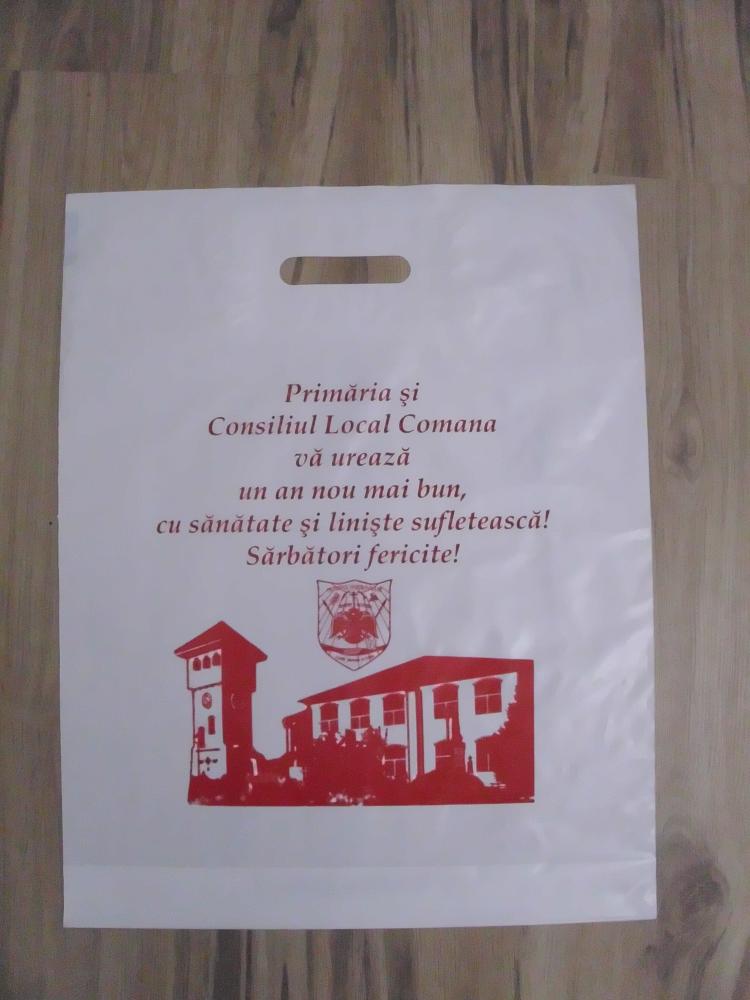 Primăria şi
Consiliul Local Comana
vă urează
un an nou mai bun,
cu sănătate şi linişte sufletească!
Sărbători fericite!